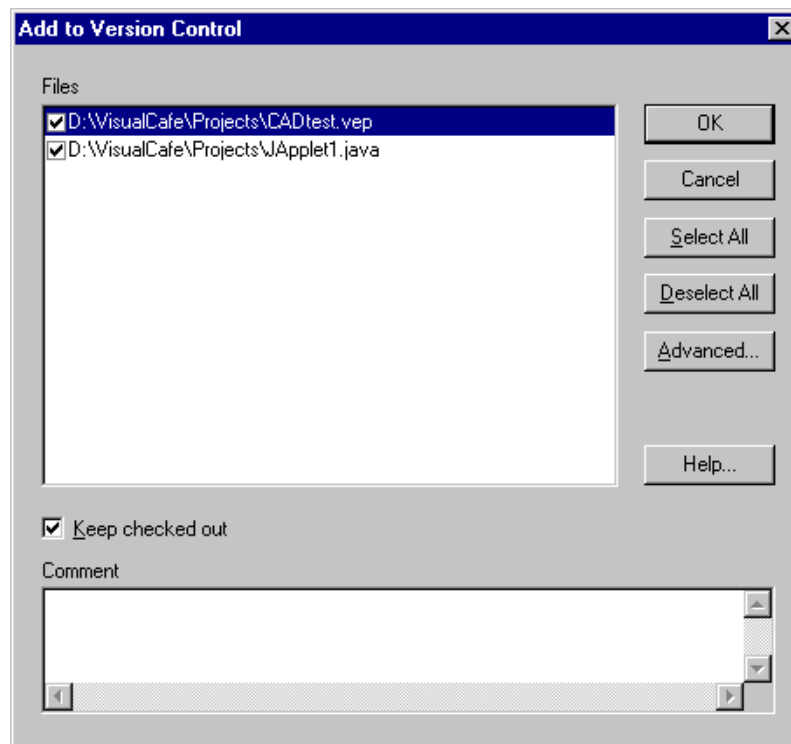 Add to Version Control
Files
D:\VisualCafe\Projects\CADtest.vep
D:\VisualCafe\Projects\JApplet1.java
OK
Cancel
Select All
Deselect All
Advanced...
Help...
Keep checked out
Comment